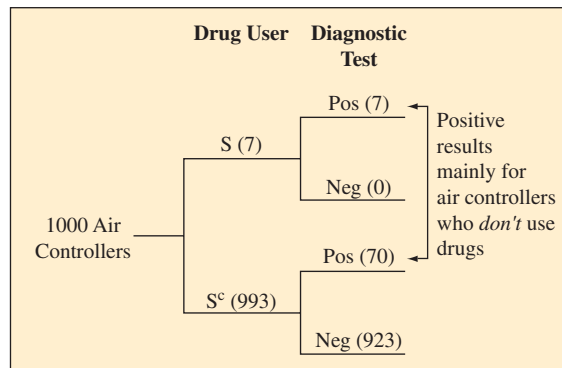 Drug User
Diagnostic
Test
Pos (7)
S (7)
Neg (0)
1000 Air
Controllers
Pos (70)
Sᶜ (993)
Neg (923)
Positive
results
mainly for
air controllers
who don't use
drugs